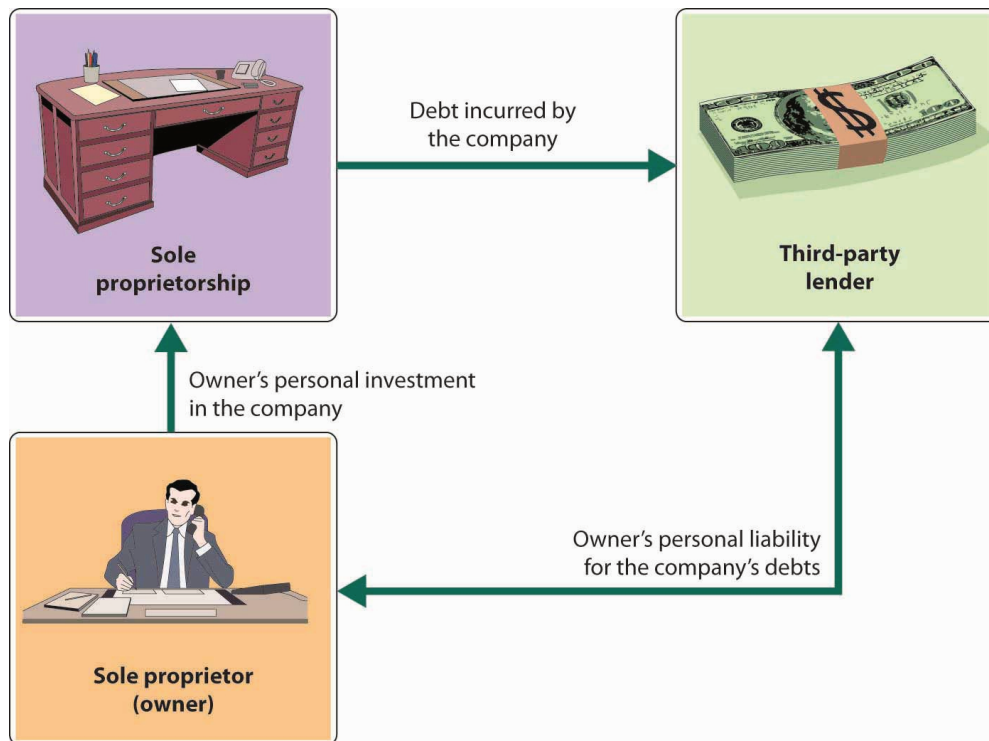 Debt incurred by
the company
$
100
Sole
proprietorship
Third-party
lender
Owner’s personal investment
in the company
Owner’s personal liability
for the company’s debts
Sole proprietor
(owner)